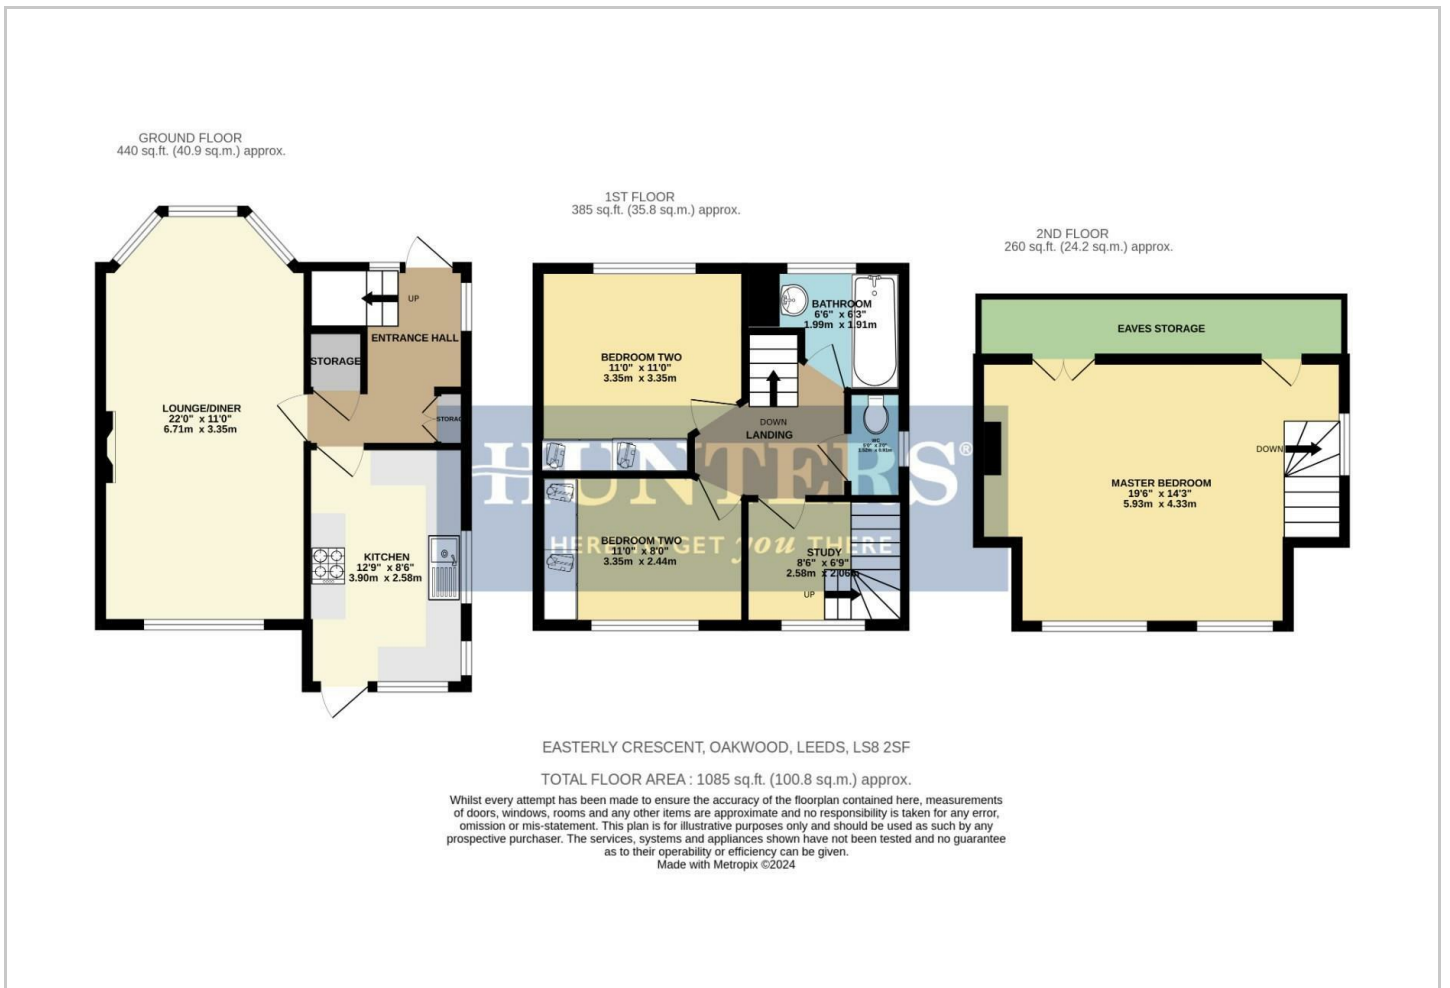 GROUND FLOOR
440 sq.ft. (40.9 sq.m.) approx.
LOUNGE/DINER
22'0" x 11'0"
6.71m x 3.35m
UP
ENTRANCE HALL
STORAGE
STORAGE
KITCHEN
12'9" x 8'6"
3.90m x 2.58m
1ST FLOOR
385 sq.ft. (35.8 sq.m.) approx.
BEDROOM TWO
11'0" x 11'0"
3.35m x 3.35m
BATHROOM
6'6" x 6'3"
1.99m x 1.91m
DOWN
LANDING
WC
BEDROOM TWO
11'0" x 8'0"
3.35m x 2.44m
STUDY
8'6" x 6'9"
2.58m x 2.06m
UP
2ND FLOOR
260 sq.ft. (24.2 sq.m.) approx.
EAVES STORAGE
DOWN
MASTER BEDROOM
19'6" x 14'3"
5.93m x 4.33m
HUNTERS®
HERE TO GET you THERE
EASTERLY CRESCENT, OAKWOOD, LEEDS, LS8 2SF
TOTAL FLOOR AREA : 1085 sq.ft. (100.8 sq.m.) approx.
Whilst every attempt has been made to ensure the accuracy of the floorplan contained here, measurements
of doors, windows, rooms and any other items are approximate and no responsibility is taken for any error,
omission or mis-statement. This plan is for illustrative purposes only and should be used as such by any
prospective purchaser. The services, systems and appliances shown have not been tested and no guarantee
as to their operability or efficiency can be given.
Made with Metropix ©2024